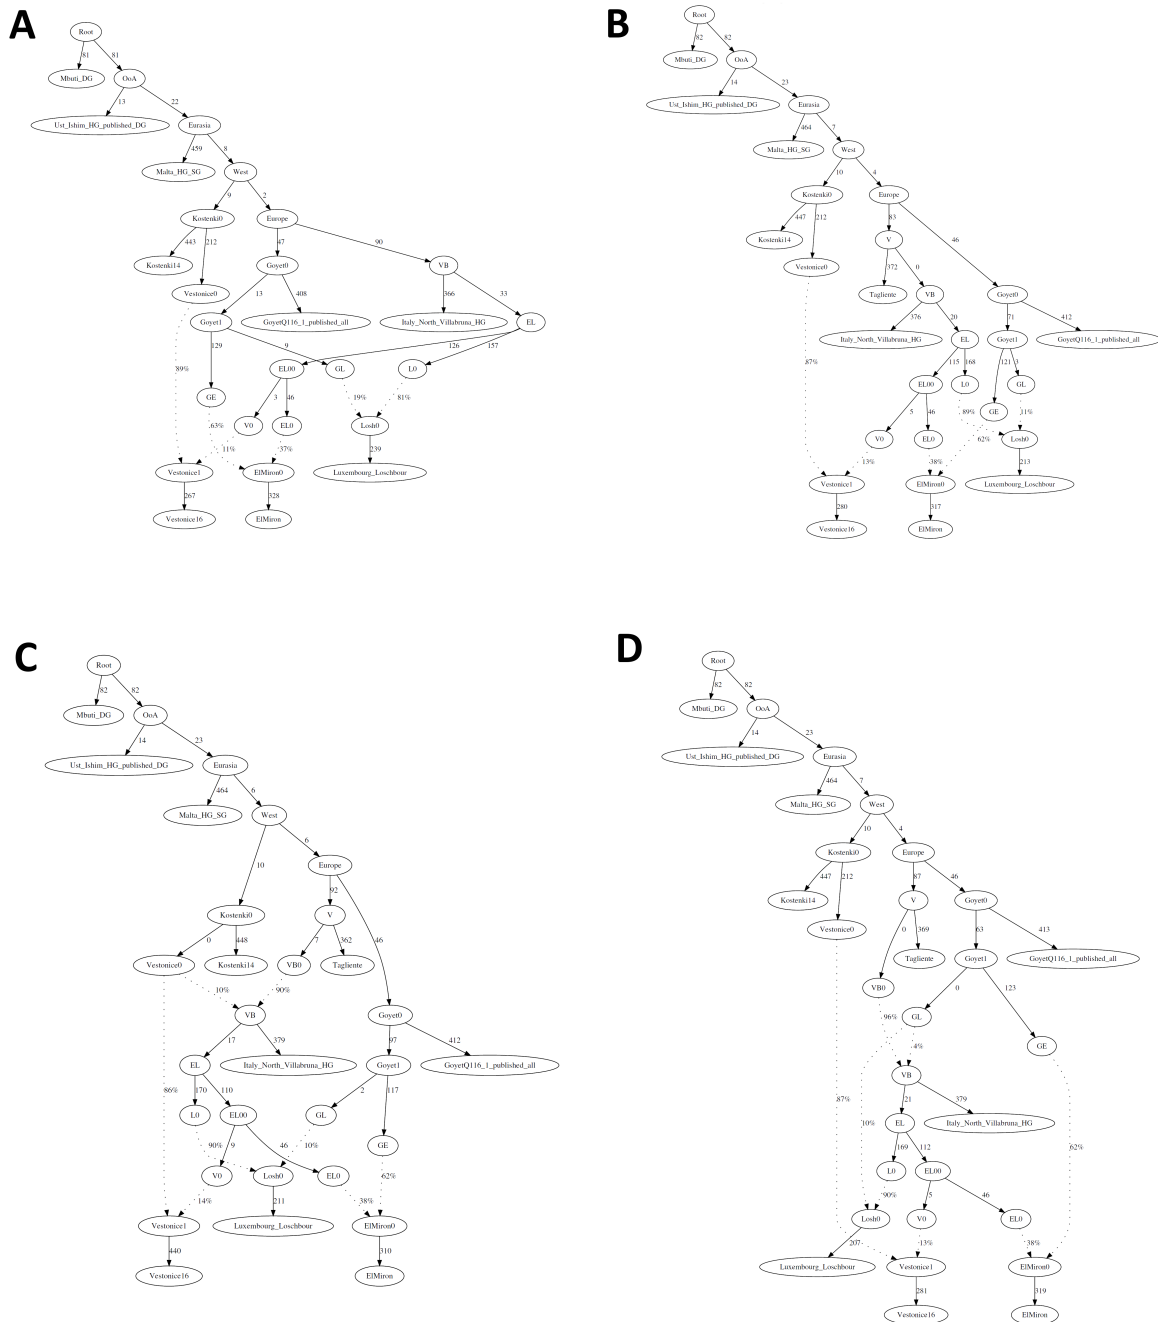 A
Root
81
81
Mbuti_DG
OoA
13
22
Ust_Ishim_HG_published_DG
Eurasia
459
8
Malta_HG_SG
West
9
2
Kostenki0
Europe
443
212
47
90
Kostenki14
Goyet0
VB
Vestonice0
13
408
366
33
Goyet1
GoyetQ116_1_published_all
Italy_North_Villabruna_HG
EL
129
9
126
157
89%
EL00
GL
L0
GE
3
46
19%
81%
63%
V0
EL0
Losh0
11%
37%
239
Vestonice1
ElMiron0
Luxembourg_Loschbour
267
328
Vestonice16
ElMiron
B
Root
82
82
Mbuti_DG
OoA
14
23
Ust_Ishim_HG_published_DG
Eurasia
464
7
Malta_HG_SG
West
10
4
Kostenki0
Europe
447
212
83
46
Kostenki14
V
Vestonice0
372
0
Tagliente
VB
Goyet0
376
20
71
412
Italy_North_Villabruna_HG
EL
Goyet1
GoyetQ116_1_published_all
87%
115
168
121
3
EL00
L0
GL
5
46
89%
GE
11%
V0
EL0
62%
Losh0
13%
38%
213
Vestonice1
ElMiron0
Luxembourg_Loschbour
280
317
Vestonice16
ElMiron
C
Root
82
82
Mbuti_DG
OoA
14
23
Ust_Ishim_HG_published_DG
Eurasia
464
6
Malta_HG_SG
West
6
10
Europe
92
Kostenki0
V
46
0
448
7
362
Vestonice0
Kostenki14
VB0
Tagliente
10%
90%
VB
Goyet0
17
379
97
412
EL
Italy_North_Villabruna_HG
Goyet1
GoyetQ116_1_published_all
86%
170
110
2
117
L0
EL00
GL
90%
9
46
10%
GE
V0
Losh0
EL0
62%
14%
211
38%
Vestonice1
Luxembourg_Loschbour
ElMiron0
440
310
Vestonice16
ElMiron
D
Root
82
82
Mbuti_DG
OoA
14
23
Ust_Ishim_HG_published_DG
Eurasia
464
7
Malta_HG_SG
West
10
4
Kostenki0
Europe
447
212
87
46
Kostenki14
V
Goyet0
Vestonice0
0
369
63
413
Tagliente
Goyet1
GoyetQ116_1_published_all
VB0
0
123
96%
GL
4%
GE
VB
87%
21
379
10%
EL
Italy_North_Villabruna_HG
169
112
62%
L0
EL00
90%
5
46
Losh0
V0
EL0
207
13%
38%
Luxembourg_Loschbour
Vestonice1
ElMiron0
281
319
Vestonice16
ElMiron